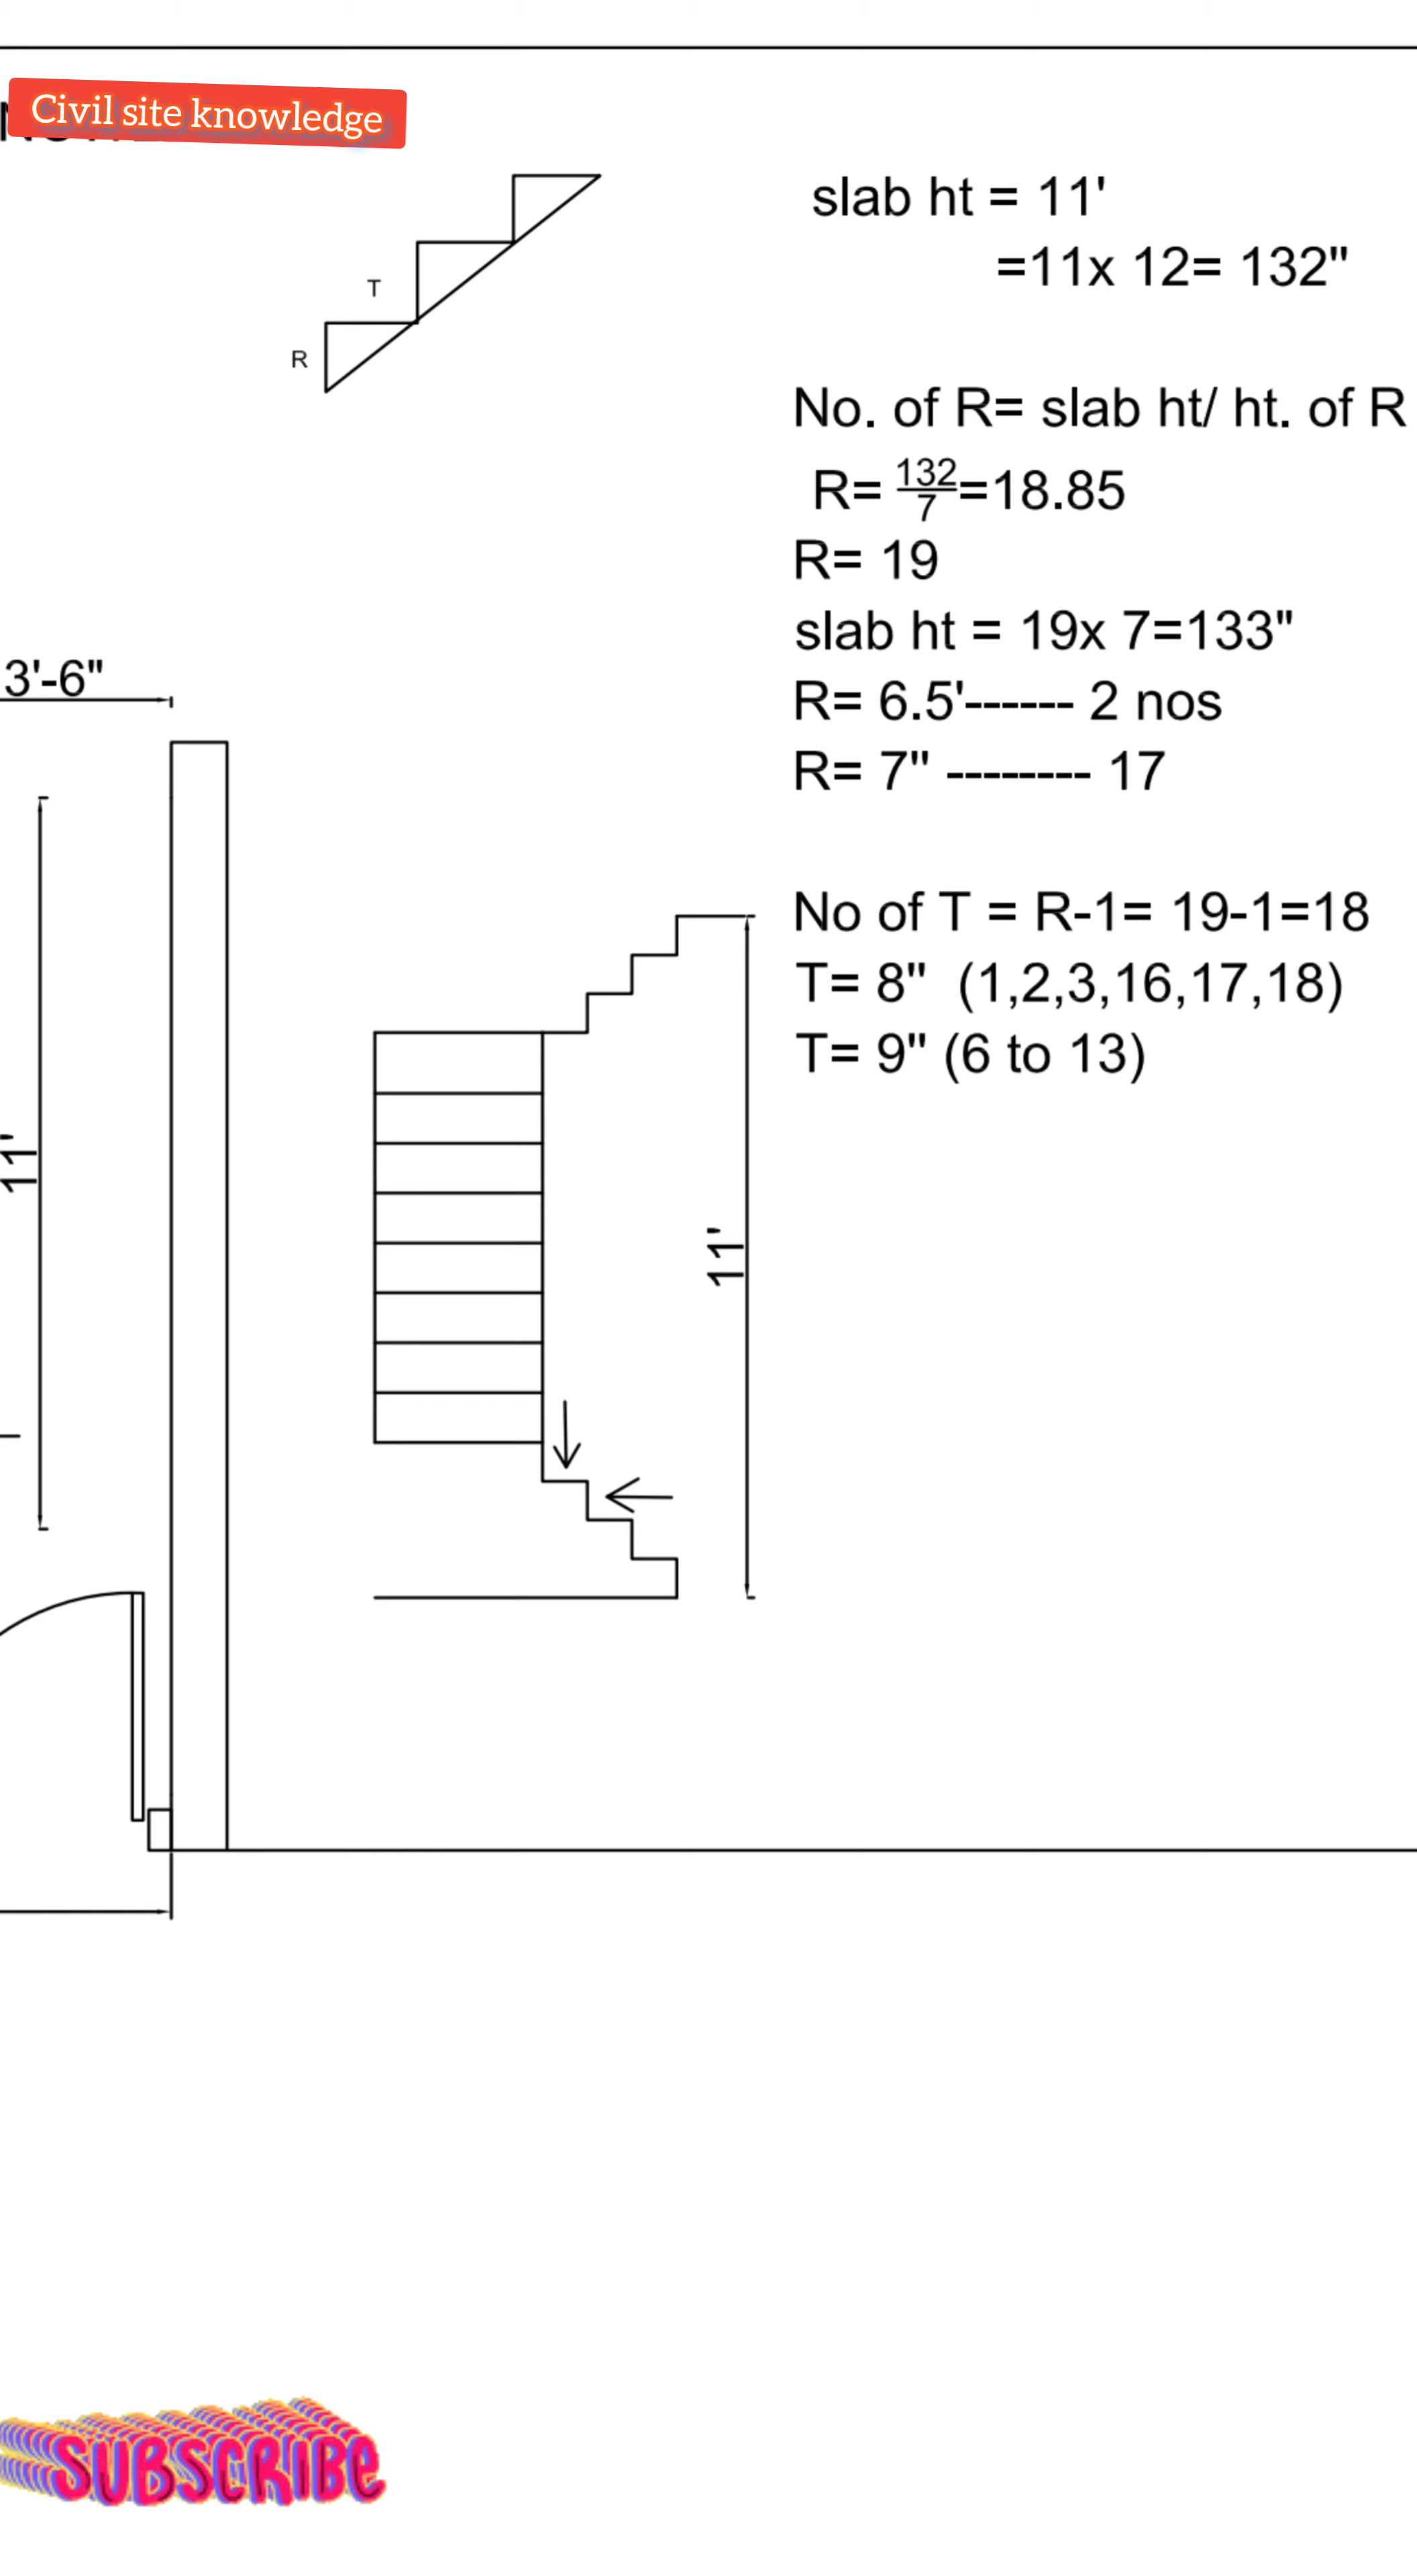 Civil site knowledge
slab ht = 11'
=11x 12= 132"
T
R
No. of R= slab ht/ ht. of R
R= 132/7=18.85
R= 19
slab ht = 19x 7=133"
3'-6"
R= 6.5'------ 2 nos
R= 7" -------- 17
No of T = R-1= 19-1=18
T= 8" (1,2,3,16,17,18)
T= 9" (6 to 13)
11'
11'
SUBSCRIBe